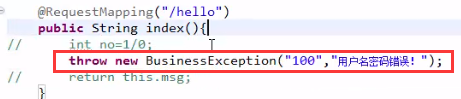 @RequestMapping("/hello")
public String index(){
// int no=1/0;
throw new BusinessException("100","用户名密码错误！");
// return this.msg;
}